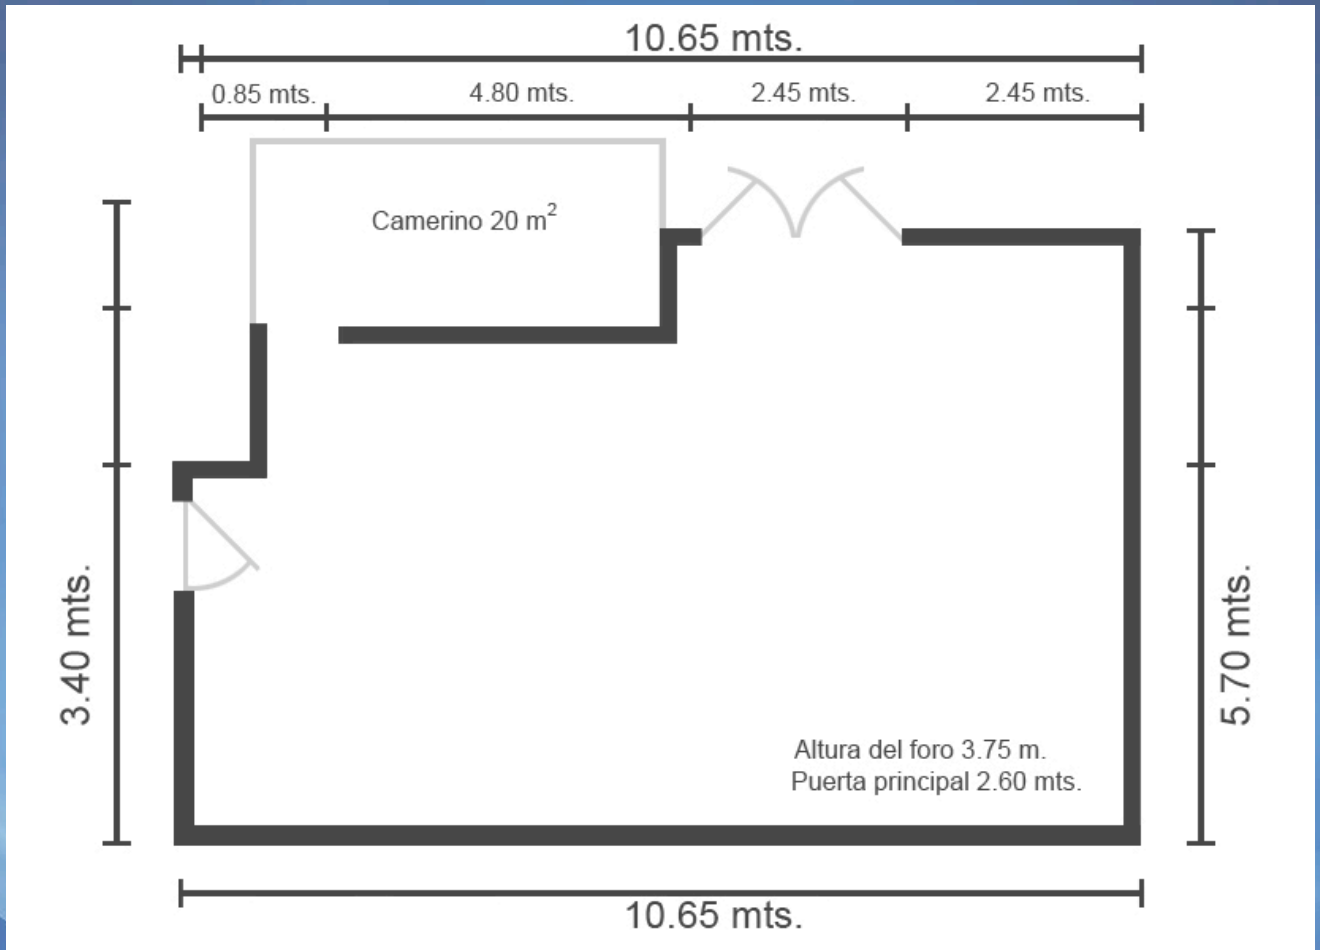 10.65 mts.
0.85 mts.
4.80 mts.
2.45 mts.
2.45 mts.
Camerino 20 m²
3.40 mts.
5.70 mts.
Altura del foro 3.75 m.
Puerta principal 2.60 mts.
10.65 mts.